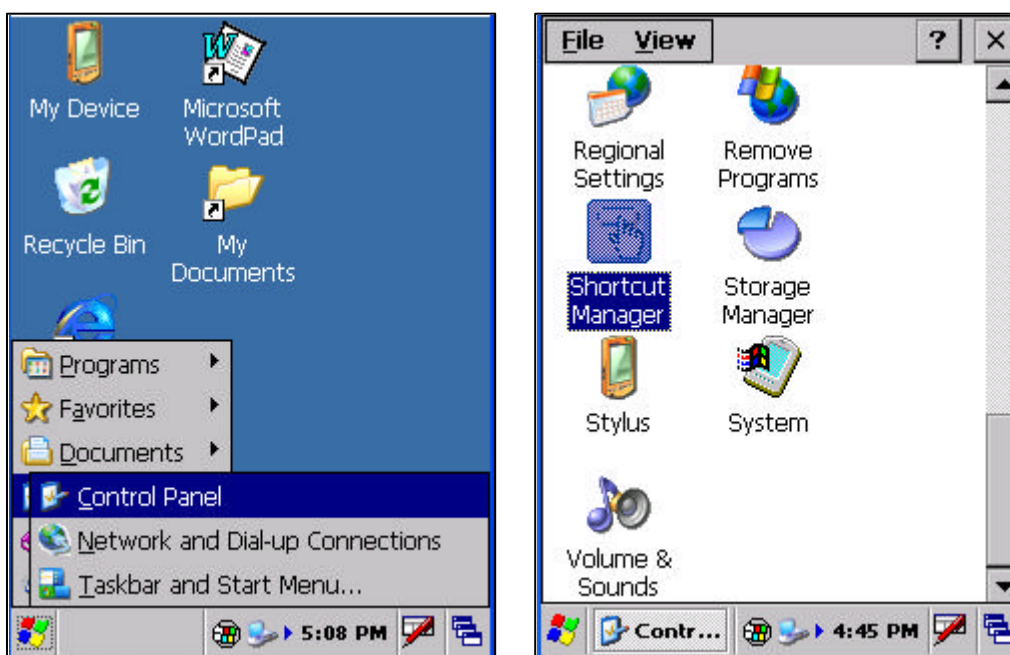 My Device
Microsoft
WordPad
Recycle Bin
My
Documents
Programs
Favorites
Documents
Control Panel
Network and Dial-up Connections
Taskbar and Start Menu...
5:08 PM
File View ? ×
Regional
Settings
Remove
Programs
Shortcut
Manager
Storage
Manager
Stylus
System
Volume &
Sounds
Contr... 4:45 PM